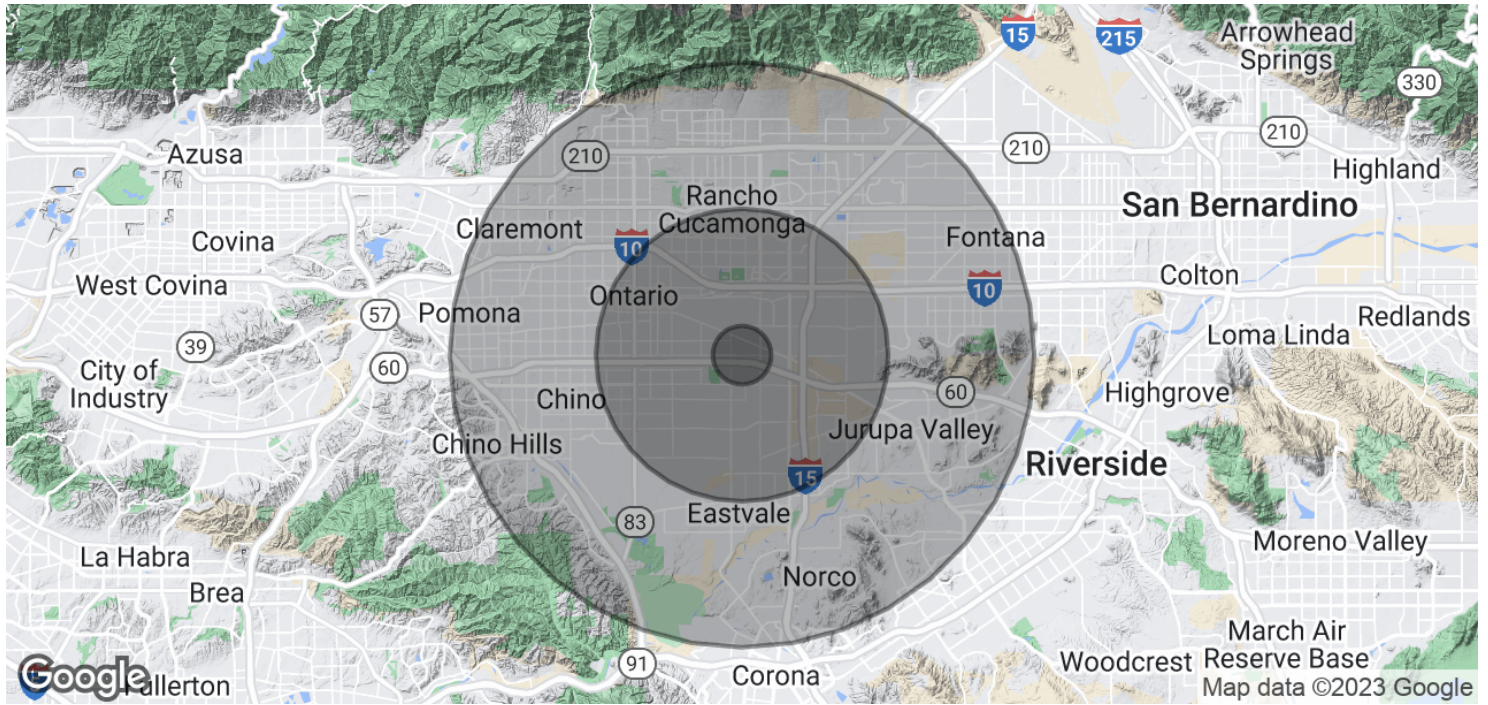 15
215
Arrowhead
Springs
330
210
210
210
Azusa
Highland
Rancho
Cucamonga
San Bernardino
Claremont
Covina
10
Fontana
West Covina
Ontario
10
Colton
Pomona
57
Redlands
39
Loma Linda
60
City of
Industry
60
Highgrove
Chino
Jurupa Valley
Chino Hills
Riverside
15
Eastvale
83
La Habra
Moreno Valley
Brea
Norco
March Air
Reserve Base
Woodcrest
91
Corona
Google
Fullerton
Map data ©2023 Google